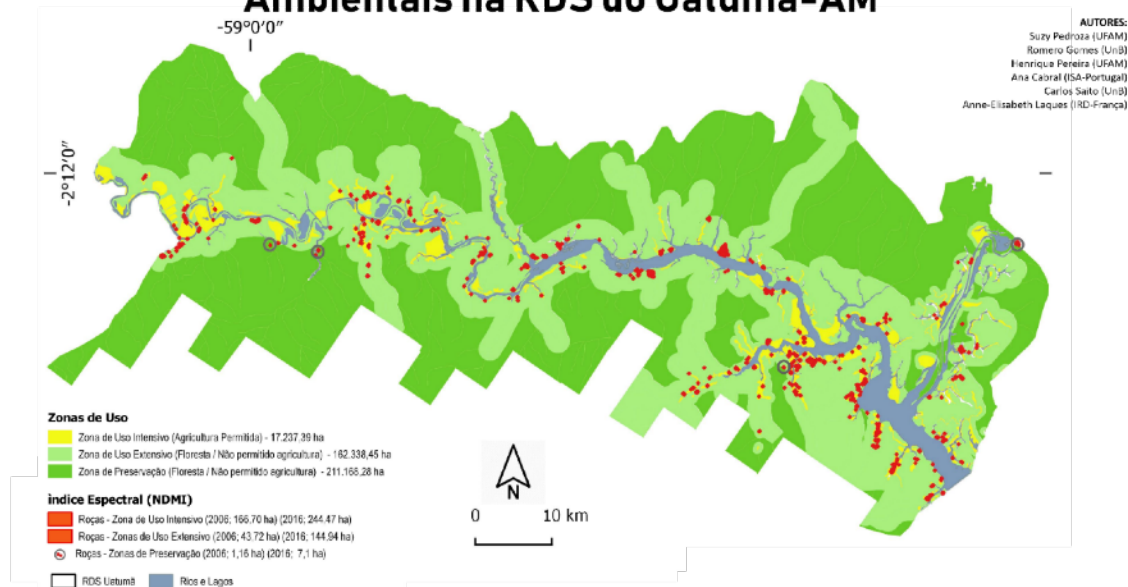 Ambientais na RDS do Uatumã-AM
-59°0'0"
AUTORES:
Suzy Pedroza (UFAM)
Romero Gomes (UnB)
Henrique Pereira (UFAM)
Ana Cabral (ISA-Portugal)
Carlos Saito (UnB)
Anne-Elisabeth Laques (IRD-França)
-2°12'0"
Zonas de Uso
Zona de Uso Intensivo (Agricultura Permitida) - 17.237,39 ha
Zona de Uso Extensivo (Floresta / Não permitido agricultura) - 162.338,45 ha
Zona de Preservação (Floresta / Não permitido agricultura) - 211.168,28 ha
índice Espectral (NDMI)
Roças - Zona de Uso Intensivo (2006; 166,70 ha) (2016; 244,47 ha)
Roças - Zonas de Uso Extensivo (2006; 43,72 ha) (2016; 144,94 ha)
Roças - Zonas de Preservação (2006; 1,16 ha) (2016; 7,1 ha)
RDS Uatumã Rios e Lagos
N
0 10 km